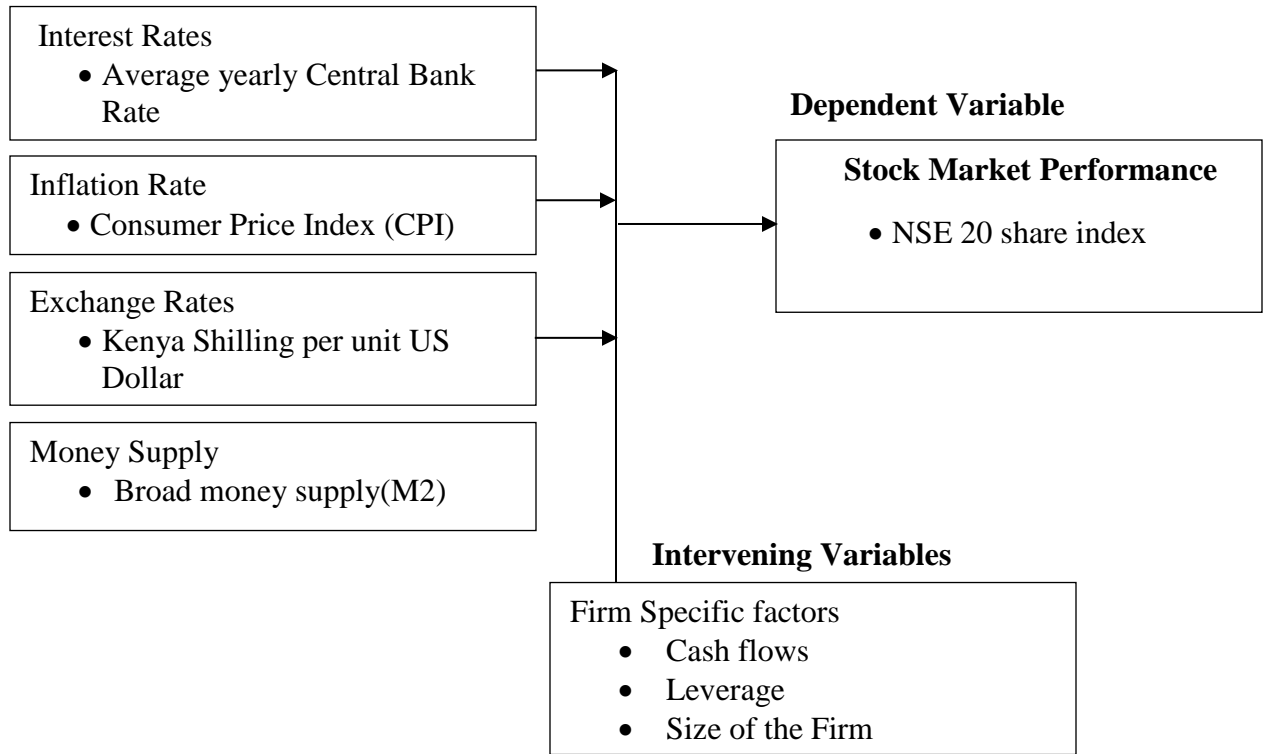 Interest Rates
• Average yearly Central Bank
Rate
Inflation Rate
• Consumer Price Index (CPI)
Exchange Rates
• Kenya Shilling per unit US
Dollar
Money Supply
• Broad money supply(M2)
Dependent Variable
Stock Market Performance
• NSE 20 share index
Intervening Variables
Firm Specific factors
• Cash flows
• Leverage
• Size of the Firm